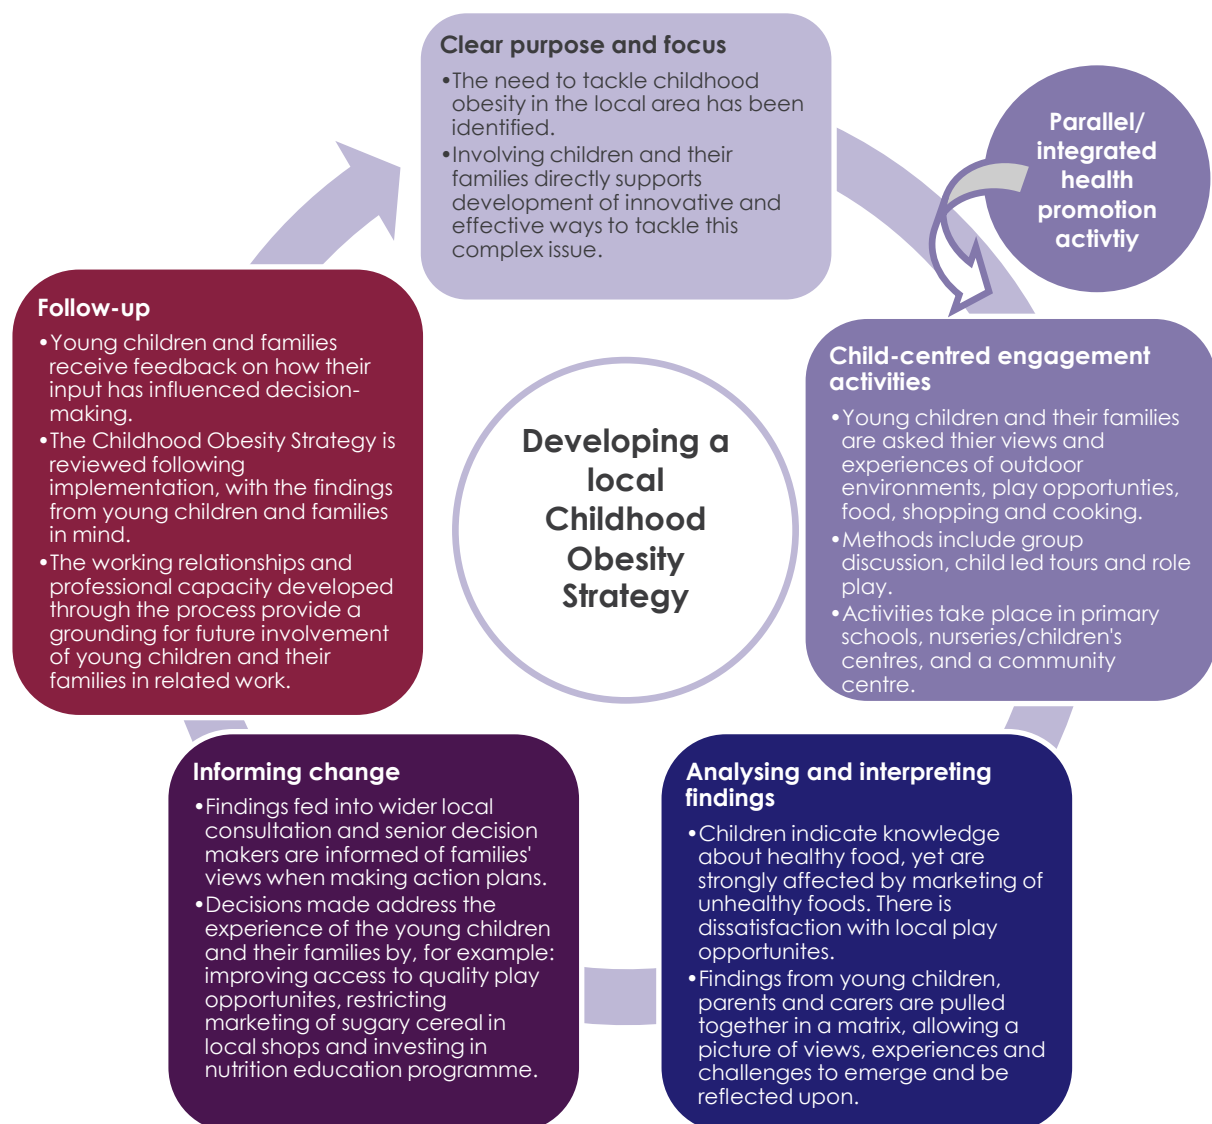 Clear purpose and focus
•The need to tackle childhood
obesity in the local area has been
identified.
•Involving children and their
families directly supports
development of innovative and
effective ways to tackle this
complex issue.
Parallel/
integrated
health
promotion
activtiy
Child-centred engagement
activities
•Young children and their families
are asked thier views and
experiences of outdoor
environments, play opportunties,
food, shopping and cooking.
•Methods include group
discussion, child led tours and role
play.
•Activities take place in primary
schools, nurseries/children's
centres, and a community
centre.
Analysing and interpreting
findings
•Children indicate knowledge
about healthy food, yet are
strongly affected by marketing of
unhealthy foods. There is
dissatisfaction with local play
opportunites.
•Findings from young children,
parents and carers are pulled
together in a matrix, allowing a
picture of views, experiences and
challenges to emerge and be
reflected upon.
Informing change
•Findings fed into wider local
consultation and senior decision
makers are informed of families'
views when making action plans.
•Decisions made address the
experience of the young children
and their families by, for example:
improving access to quality play
opportunites, restricting
marketing of sugary cereal in
local shops and investing in
nutrition education programme.
Follow-up
•Young children and families
receive feedback on how their
input has influenced decision-
making.
•The Childhood Obesity Strategy is
reviewed following
implementation, with the findings
from young children and families
in mind.
•The working relationships and
professional capacity developed
through the process provide a
grounding for future involvement
of young children and their
families in related work.
Developing a
local
Childhood
Obesity
Strategy